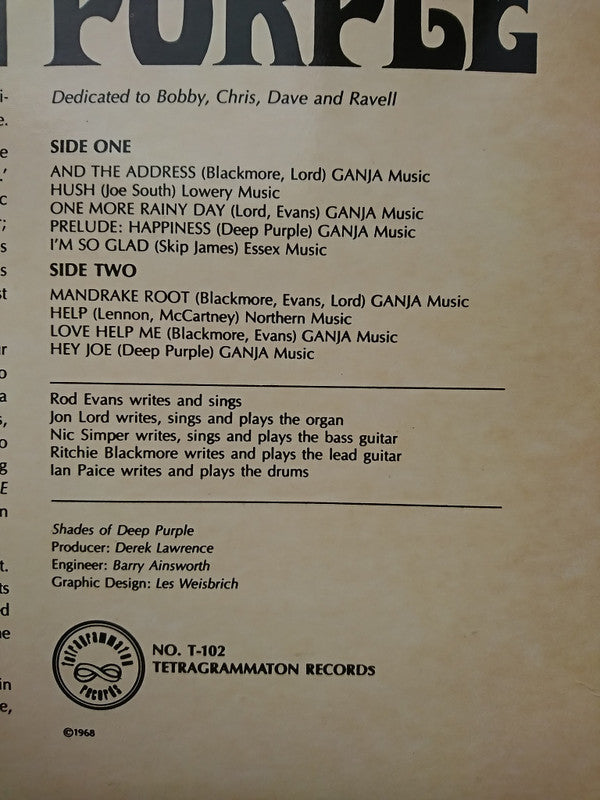 PURPLE
Dedicated to Bobby, Chris, Dave and Ravell
SIDE ONE
AND THE ADDRESS (Blackmore, Lord) GANJA Music
HUSH (Joe South) Lowery Music
ONE MORE RAINY DAY (Lord, Evans) GANJA Music
PRELUDE: HAPPINESS (Deep Purple) GANJA Music
I'M SO GLAD (Skip James) Essex Music
SIDE TWO
MANDRAKE ROOT (Blackmore, Evans, Lord) GANJA Music
HELP (Lennon, McCartney) Northern Music
LOVE HELP ME (Blackmore, Evans) GANJA Music
HEY JOE (Deep Purple) GANJA Music
Rod Evans writes and sings
Jon Lord writes, sings and plays the organ
Nic Simper writes, sings and plays the bass guitar
Ritchie Blackmore writes and plays the lead guitar
Ian Paice writes and plays the drums
Shades of Deep Purple
Producer: Derek Lawrence
Engineer: Barry Ainsworth
Graphic Design: Les Weisbrich
tetragrammaton records
NO. T-102
TETRAGRAMMATON RECORDS
©1968